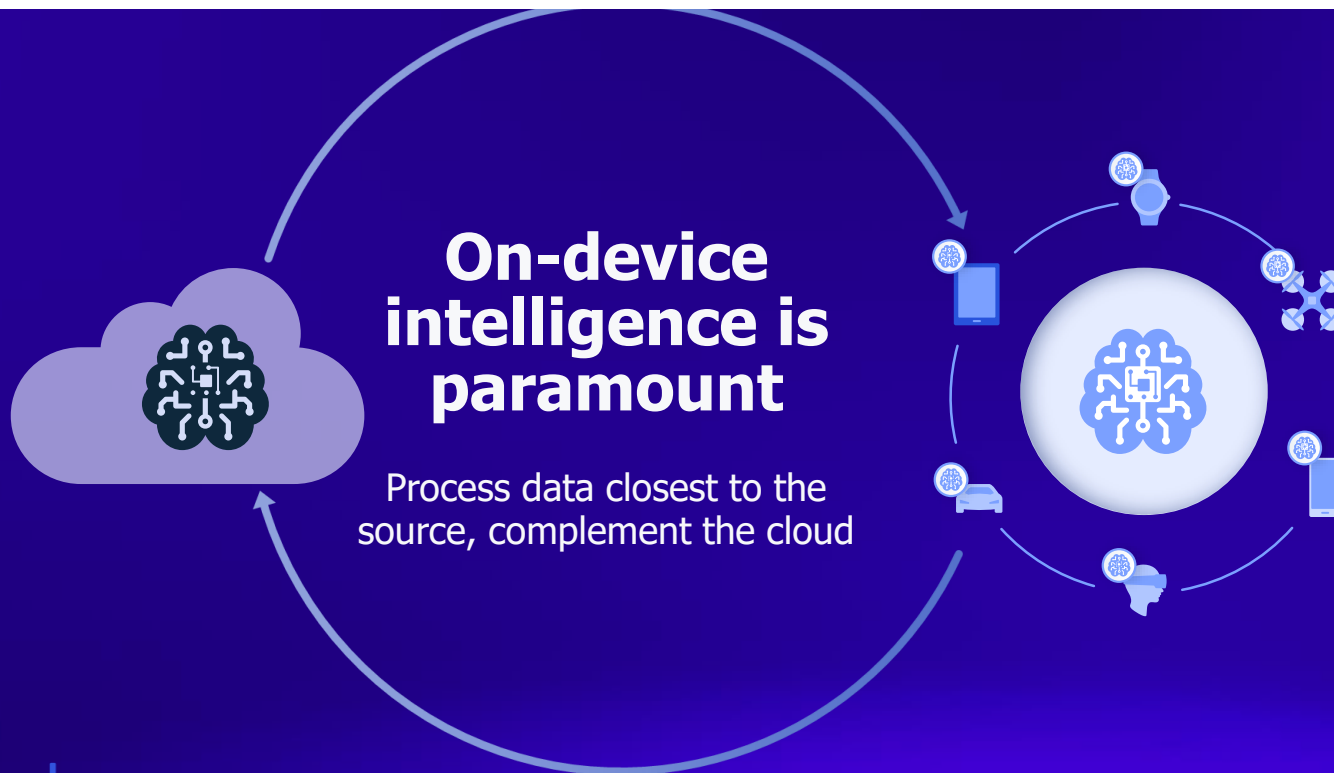 On-device
intelligence is
paramount
Process data closest to the
source, complement the cloud